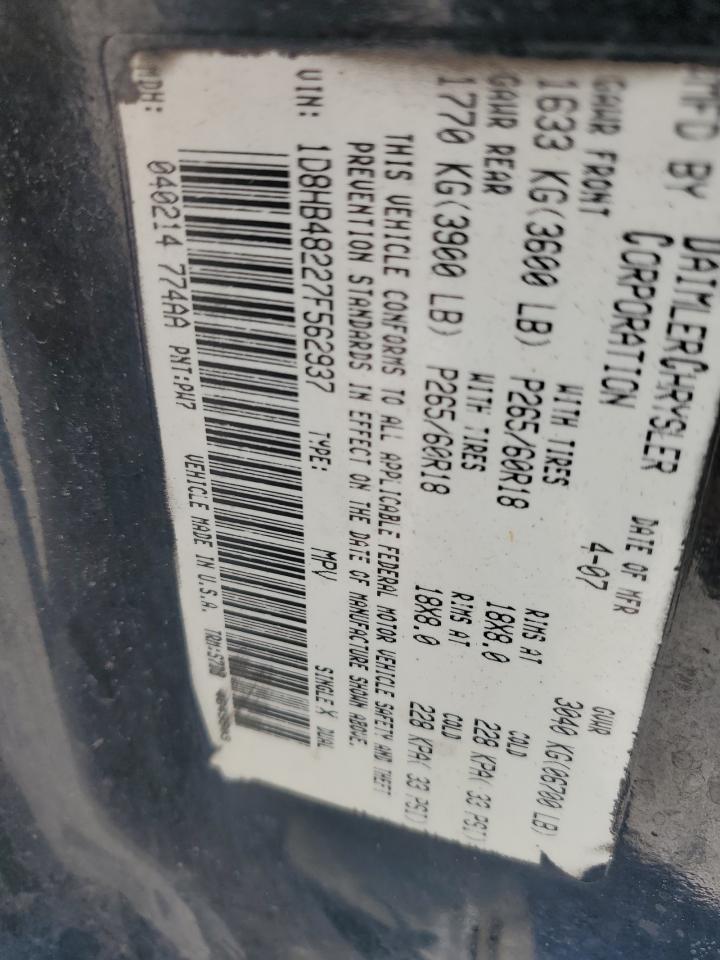 MFD BY DAIMLERCHRYSLER CORPORATION DATE OF MFR 4-07 GVWR 3040 KG(06700 LB)
GAWR FRONT WITH TIRES RIMS AT COLD
1633 KG(3600 LB) P265/60R18 18X8.0 228 KPA( 33 PSI)
GAWR REAR WITH TIRES RIMS AT COLD
1770 KG(3900 LB) P265/60R18 18X8.0 228 KPA( 33 PSI)
THIS VEHICLE CONFORMS TO ALL APPLICABLE FEDERAL MOTOR VEHICLE SAFETY AND THEFT
PREVENTION STANDARDS IN EFFECT ON THE DATE OF MANUFACTURE SHOWN ABOVE.
VIN: 1D8HB48227F562937 TYPE: MPV SINGLE X DUAL
MDH: 040214 774AA PNT:PW7 VEHICLE MADE IN U.S.A. TRM: